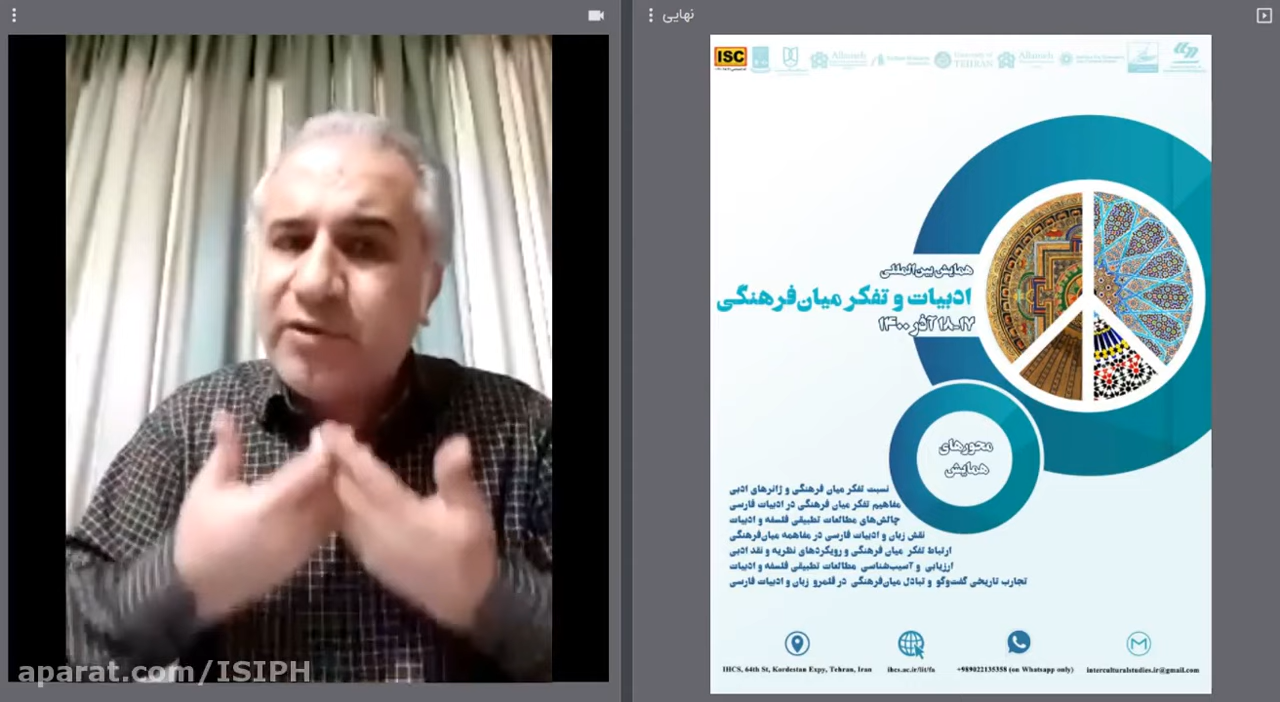 نهایی
ISC
University of
TEHRAN
Allameh
همایش بین‌المللی
ادبیات و تفکر میان‌فرهنگی
۱۷-۱۸ آذر ۱۴۰۰
محورهای
همایش
نسبت تفکر میان فرهنگی و ژانرهای ادبی
مفاهیم تفکر میان فرهنگی در ادبیات فارسی
چالش‌های مطالعات تطبیقی فلسفه و ادبیات
نقش زبان و ادبیات فارسی در مفاهمه میان‌فرهنگی
ارتباط تفکر میان فرهنگی و رویکردهای نظریه و نقد ادبی
ارزیابی و آسیب‌شناسی مطالعات تطبیقی فلسفه و ادبیات
تجارب تاریخی گفت‌وگو و تبادل میان‌فرهنگی در قلمرو زبان و ادبیات فارسی
IHCS, 64th St, Kordestan Expy, Tehran, Iran
ihcs.ac.ir/lit/fa
+989022135358 (on Whatsapp only)
interculturalstudies.ir@gmail.com
aparat.com/ISIPH